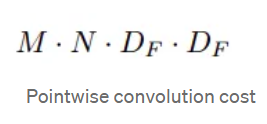 M · N · D_F · D_F
Pointwise convolution cost